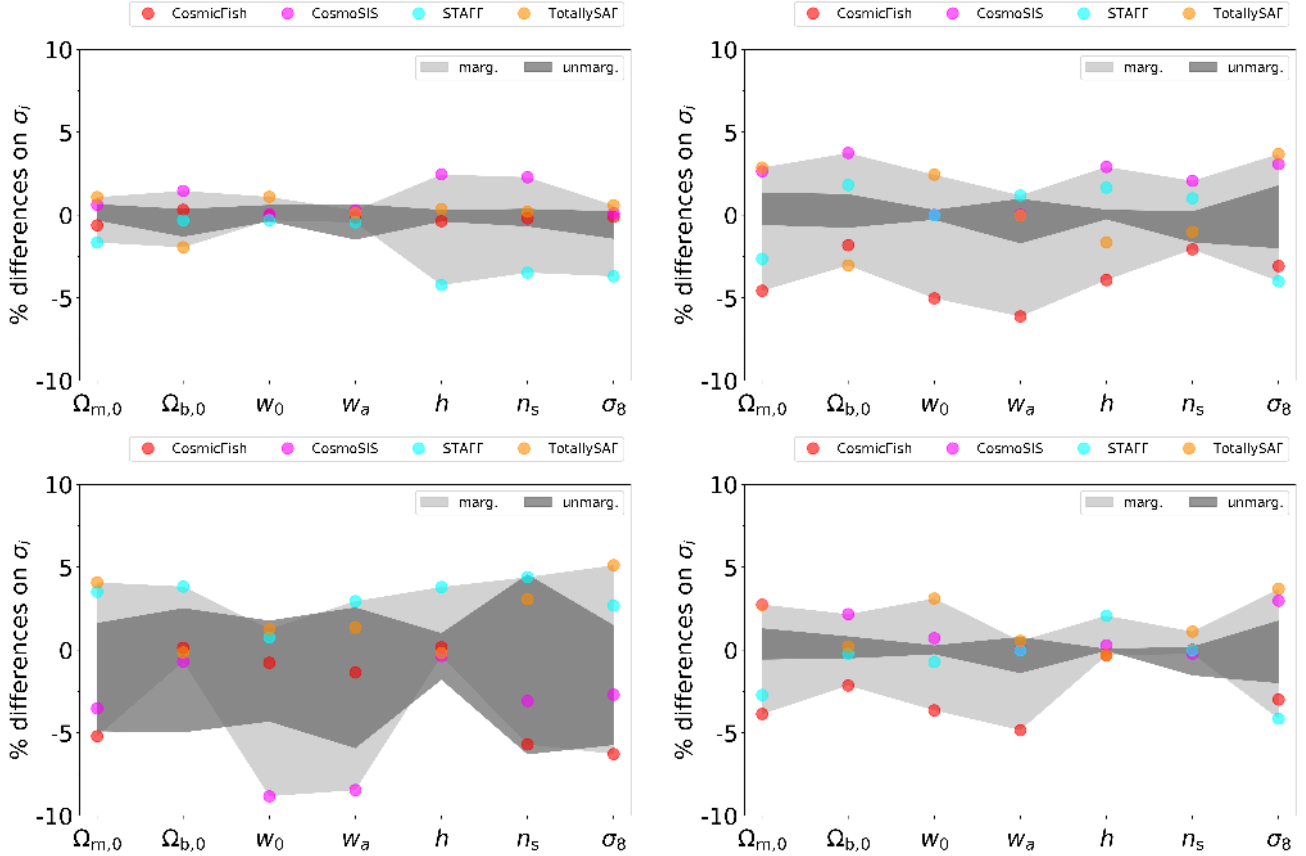 CosmicFish CosmoSIS STAFF TotallySAF
marg. unmarg.
% differences on σi
10
5
0
-5
-10
Ωm,0 Ωb,0 w0 wa h ns σ8
CosmicFish CosmoSIS STAFF TotallySAF
marg. unmarg.
% differences on σi
10
5
0
-5
-10
Ωm,0 Ωb,0 w0 wa h ns σ8
CosmicFish CosmoSIS STAFF TotallySAF
marg. unmarg.
% differences on σi
10
5
0
-5
-10
Ωm,0 Ωb,0 w0 wa h ns σ8
CosmicFish CosmoSIS STAFF TotallySAF
marg. unmarg.
% differences on σi
10
5
0
-5
-10
Ωm,0 Ωb,0 w0 wa h ns σ8